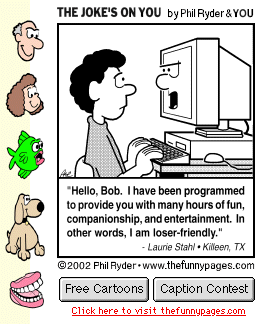 THE JOKE'S ON YOU by Phil Ryder & YOU
"Hello, Bob. I have been programmed
to provide you with many hours of fun,
companionship, and entertainment. In
other words, I am loser-friendly."
- Laurie Stahl • Killeen, TX
©2002 Phil Ryder • www.thefunnypages.com
Free Cartoons Caption Contest
Click here to visit thefunnypages.com